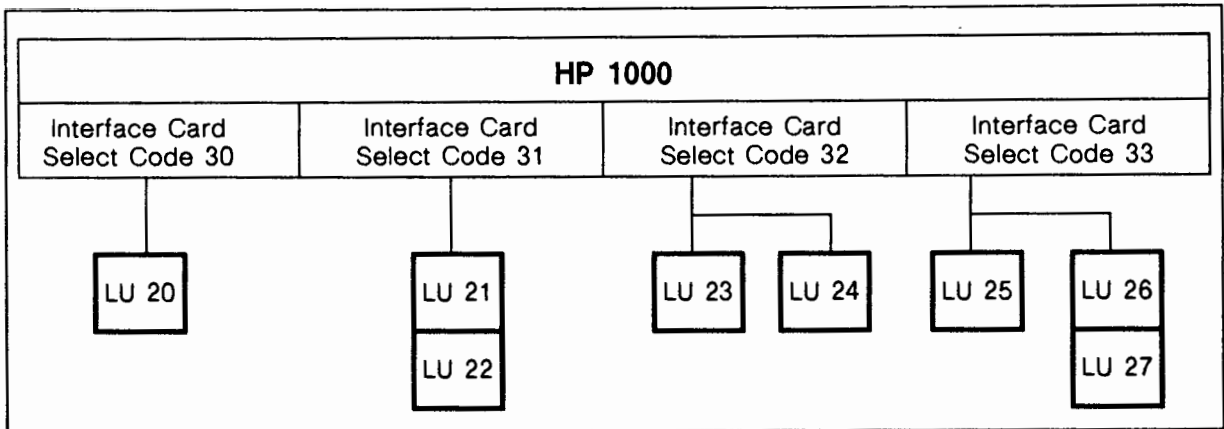 HP 1000
Interface Card
Select Code 30
Interface Card
Select Code 31
Interface Card
Select Code 32
Interface Card
Select Code 33
LU 20
LU 21
LU 22
LU 23
LU 24
LU 25
LU 26
LU 27